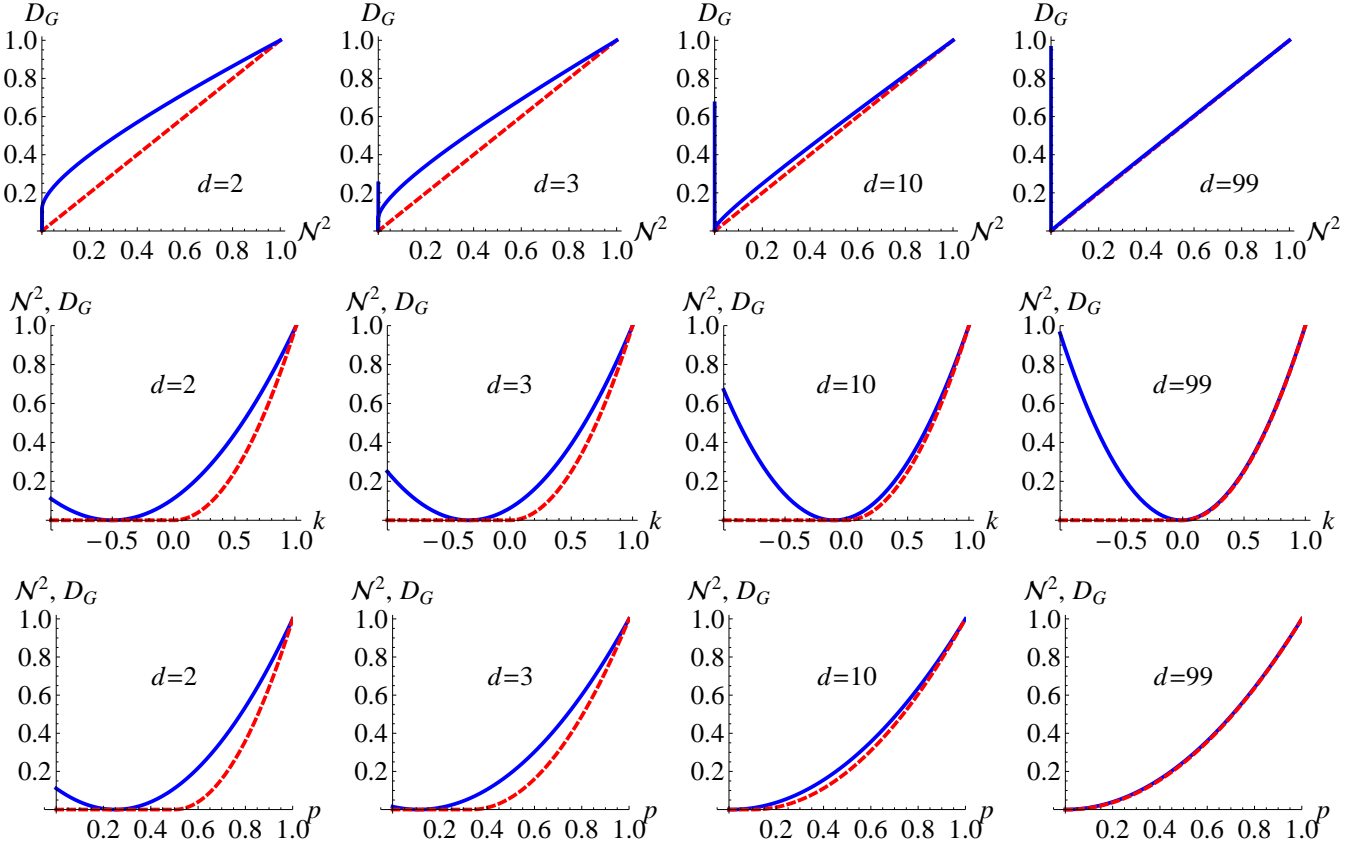 D_G D_G D_G D_G
1.0 1.0 1.0 1.0
0.8 0.8 0.8 0.8
0.6 0.6 0.6 0.6
0.4 0.4 0.4 0.4
0.2 d=2 0.2 d=3 0.2 d=10 0.2 d=99
0.2 0.4 0.6 0.8 1.0 𝒩² 0.2 0.4 0.6 0.8 1.0 𝒩² 0.2 0.4 0.6 0.8 1.0 𝒩² 0.2 0.4 0.6 0.8 1.0 𝒩²
𝒩², D_G 𝒩², D_G 𝒩², D_G 𝒩², D_G
1.0 1.0 1.0 1.0
0.8 0.8 0.8 0.8
d=2 d=3 d=10 d=99
0.6 0.6 0.6 0.6
0.4 0.4 0.4 0.4
0.2 0.2 0.2 0.2
−0.5 0.0 0.5 1.0 k −0.5 0.0 0.5 1.0 k −0.5 0.0 0.5 1.0 k −0.5 0.0 0.5 1.0 k
𝒩², D_G 𝒩², D_G 𝒩², D_G 𝒩², D_G
1.0 1.0 1.0 1.0
0.8 0.8 0.8 0.8
d=2 d=3 d=10 d=99
0.6 0.6 0.6 0.6
0.4 0.4 0.4 0.4
0.2 0.2 0.2 0.2
0.2 0.4 0.6 0.8 1.0 p 0.2 0.4 0.6 0.8 1.0 p 0.2 0.4 0.6 0.8 1.0 p 0.2 0.4 0.6 0.8 1.0 p